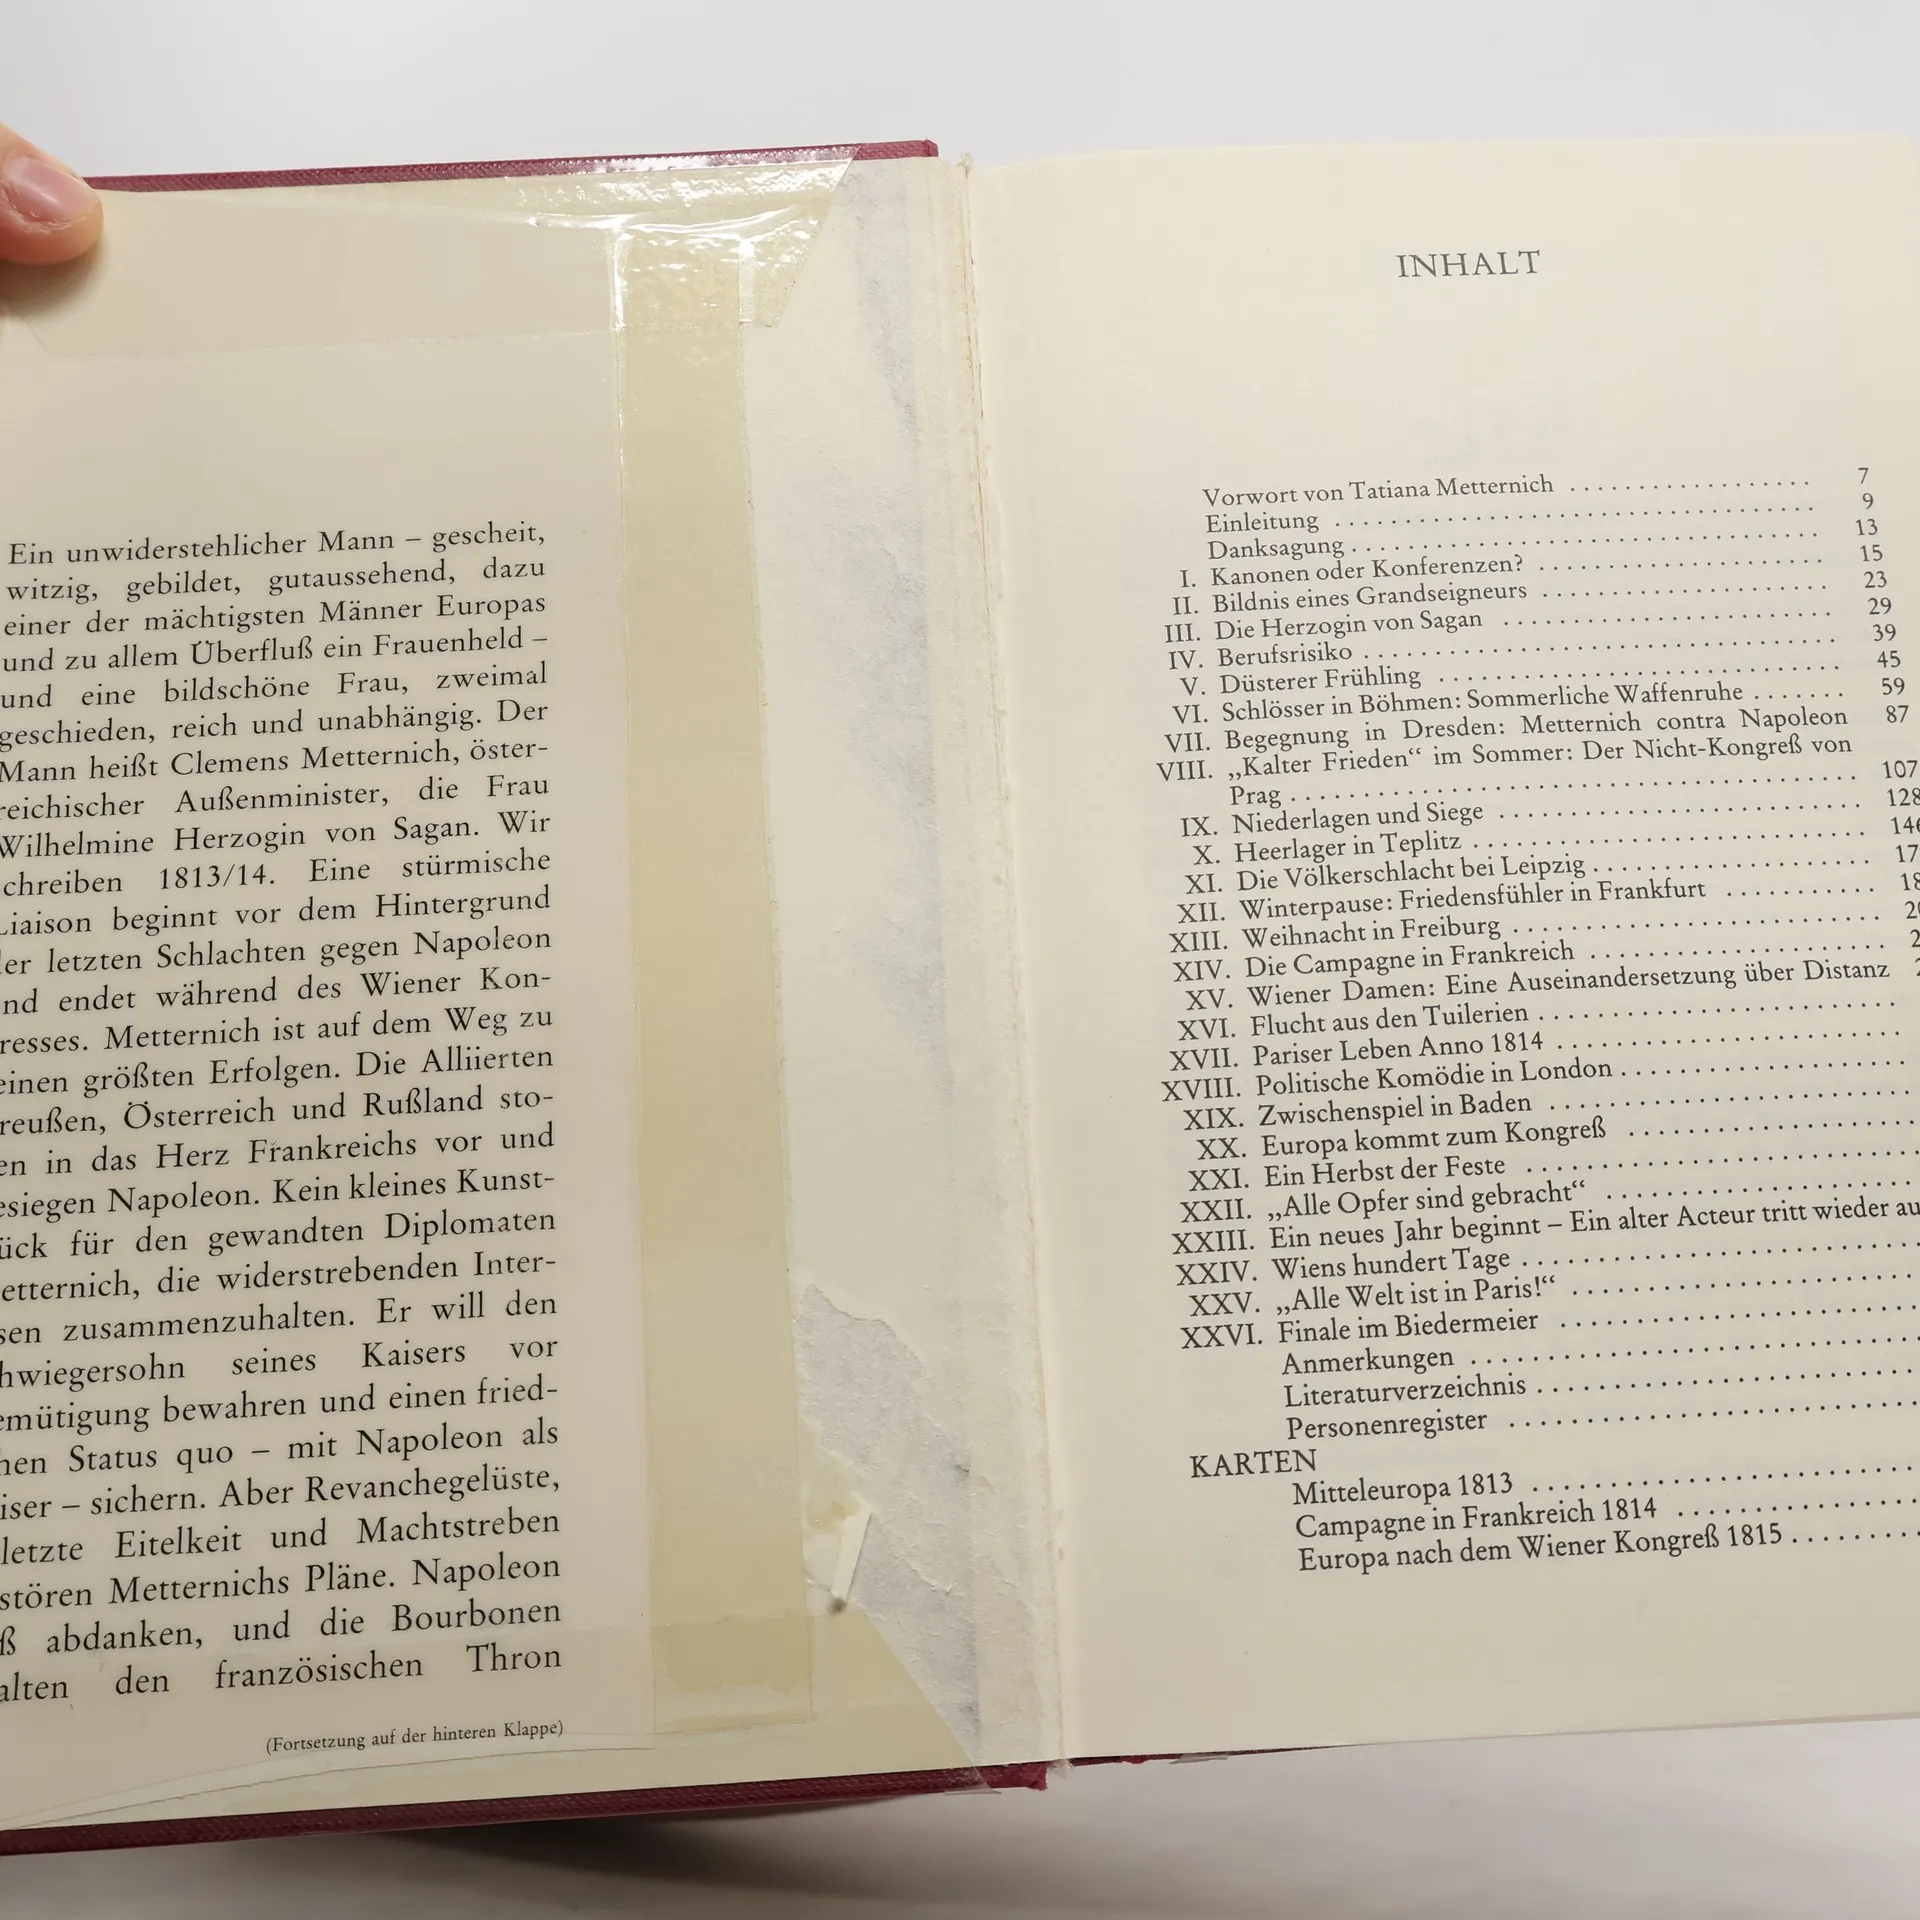 Ein unwiderstehlicher Mann – gescheit,
witzig, gebildet, gutaussehend, dazu
einer der mächtigsten Männer Europas
und zu allem Überfluß ein Frauenheld –
und eine bildschöne Frau, zweimal
geschieden, reich und unabhängig. Der
Mann heißt Clemens Metternich, öster-
reichischer Außenminister, die Frau
Wilhelmine Herzogin von Sagan. Wir
chreiben 1813/14. Eine stürmische
Liaison beginnt vor dem Hintergrund
der letzten Schlachten gegen Napoleon
nd endet während des Wiener Kon-
resses. Metternich ist auf dem Weg zu
einen größten Erfolgen. Die Alliierten
reußen, Österreich und Rußland sto-
en in das Herz Frankreichs vor und
esiegen Napoleon. Kein kleines Kunst-
ück für den gewandten Diplomaten
etternich, die widerstrebenden Inter-
sen zusammenzuhalten. Er will den
hwiegersohn seines Kaisers vor
emütigung bewahren und einen fried-
hen Status quo – mit Napoleon als
iser – sichern. Aber Revanchegelüste,
letzte Eitelkeit und Machtstreben
stören Metternichs Pläne. Napoleon
ß abdanken, und die Bourbonen
alten den französischen Thron
(Fortsetzung auf der hinteren Klappe)
INHALT
Vorwort von Tatiana Metternich . . . . . . . . . . . . . . . . . . 7
Einleitung . . . . . . . . . . . . . . . . . . . . . . . . . . . . . . . . . . 9
Danksagung . . . . . . . . . . . . . . . . . . . . . . . . . . . . . . . . . 13
I. Kanonen oder Konferenzen? . . . . . . . . . . . . . . . . . . . . . 15
II. Bildnis eines Grandseigneurs . . . . . . . . . . . . . . . . . . . . . 23
III. Die Herzogin von Sagan . . . . . . . . . . . . . . . . . . . . . . . . 29
IV. Berufsrisiko . . . . . . . . . . . . . . . . . . . . . . . . . . . . . . . . . . 39
V. Düsterer Frühling . . . . . . . . . . . . . . . . . . . . . . . . . . . . . 45
VI. Schlösser in Böhmen: Sommerliche Waffenruhe . . . . . . . 59
VII. Begegnung in Dresden: Metternich contra Napoleon 87
VIII. „Kalter Frieden“ im Sommer: Der Nicht-Kongreß von
Prag . . . . . . . . . . . . . . . . . . . . . . . . . . . . . . . . . . . . . . . . 107
IX. Niederlagen und Siege . . . . . . . . . . . . . . . . . . . . . . . . . . 128
X. Heerlager in Teplitz . . . . . . . . . . . . . . . . . . . . . . . . . . . . 146
XI. Die Völkerschlacht bei Leipzig . . . . . . . . . . . . . . . . . . . . 17
XII. Winterpause: Friedensfühler in Frankfurt . . . . . . . . . . . 18
XIII. Weihnacht in Freiburg . . . . . . . . . . . . . . . . . . . . . . . . . . 20
XIV. Die Campagne in Frankreich . . . . . . . . . . . . . . . . . . . . . 2
XV. Wiener Damen: Eine Auseinandersetzung über Distanz 2
XVI. Flucht aus den Tuilerien . . . . . . . . . . . . . . . . . . . . . . . .
XVII. Pariser Leben Anno 1814 . . . . . . . . . . . . . . . . . . . . . . .
XVIII. Politische Komödie in London . . . . . . . . . . . . . . . . . . .
XIX. Zwischenspiel in Baden . . . . . . . . . . . . . . . . . . . . . . . . .
XX. Europa kommt zum Kongreß . . . . . . . . . . . . . . . . . . . .
XXI. Ein Herbst der Feste . . . . . . . . . . . . . . . . . . . . . . . . . . .
XXII. „Alle Opfer sind gebracht“ . . . . . . . . . . . . . . . . . . . . . .
XXIII. Ein neues Jahr beginnt – Ein alter Acteur tritt wieder au
XXIV. Wiens hundert Tage . . . . . . . . . . . . . . . . . . . . . . . . . . .
XXV. „Alle Welt ist in Paris!“ . . . . . . . . . . . . . . . . . . . . . . . .
XXVI. Finale im Biedermeier . . . . . . . . . . . . . . . . . . . . . . . . .
Anmerkungen . . . . . . . . . . . . . . . . . . . . . . . . . . . . . . .
Literaturverzeichnis . . . . . . . . . . . . . . . . . . . . . . . . . . .
Personenregister . . . . . . . . . . . . . . . . . . . . . . . . . . . . .
KARTEN
Mitteleuropa 1813 . . . . . . . . . . . . . . . . . . . . . . . . . . .
Campagne in Frankreich 1814 . . . . . . . . . . . . . . . . . .
Europa nach dem Wiener Kongreß 1815 . . . . . . . . .